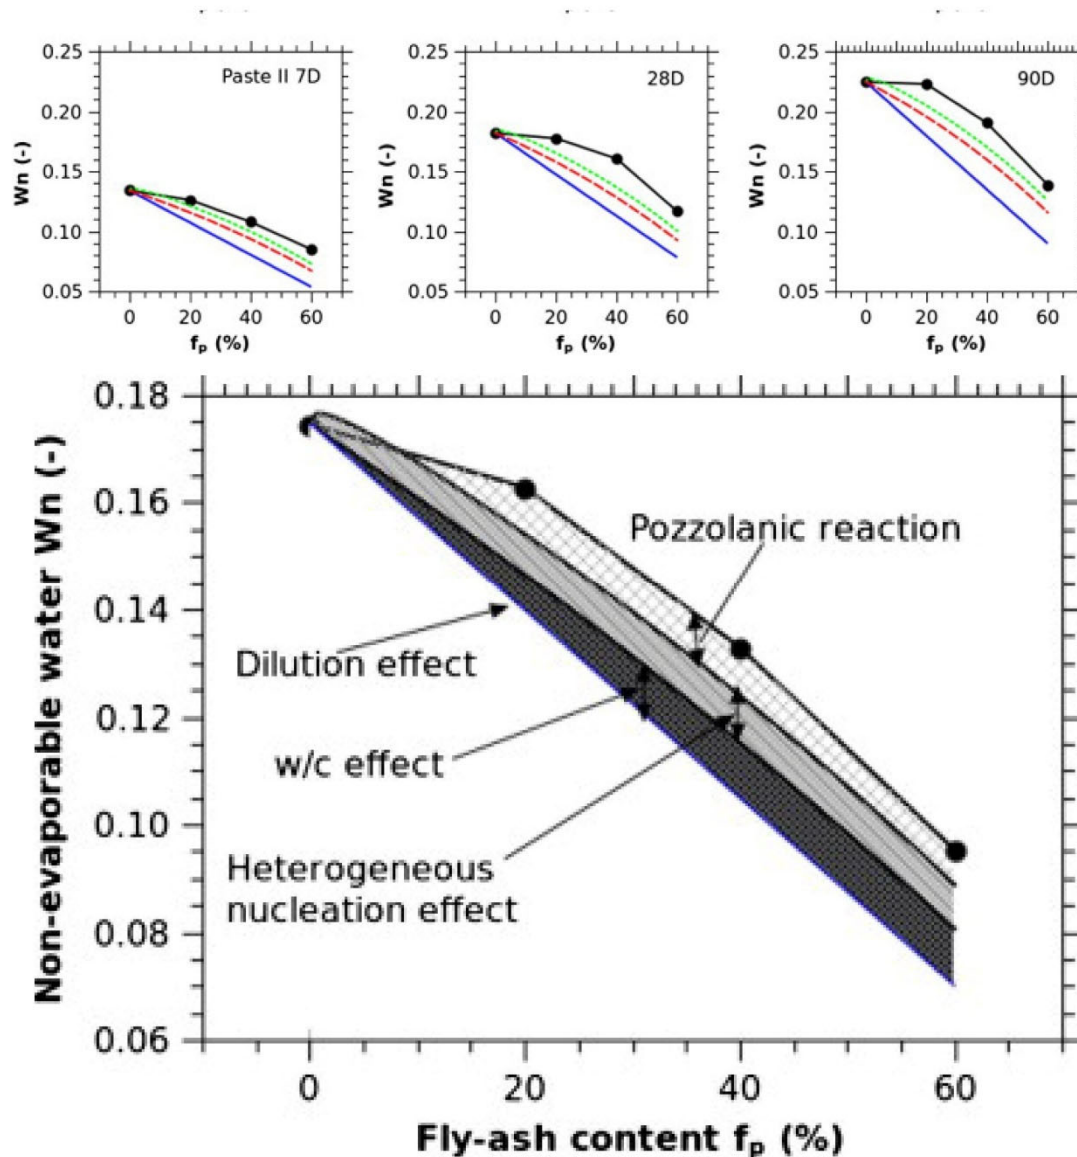 0.25
0.20
0.15
0.10
0.05
Wn (-)
Paste II 7D
0 20 40 60
f_p (%)
0.25
0.20
0.15
0.10
0.05
Wn (-)
28D
0 20 40 60
f_p (%)
0.25
0.20
0.15
0.10
0.05
Wn (-)
90D
0 20 40 60
f_p (%)
0.18
0.16
0.14
0.12
0.10
0.08
0.06
Non-evaporable water Wn (-)
Pozzolanic reaction
Dilution effect
w/c effect
Heterogeneous
nucleation effect
0 20 40 60
Fly-ash content f_p (%)